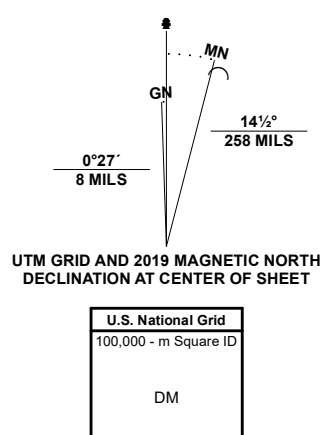 MN
GN
14½°
258 MILS
0°27´
8 MILS
UTM GRID AND 2019 MAGNETIC NORTH
DECLINATION AT CENTER OF SHEET
U.S. National Grid
100,000 - m Square ID
DM